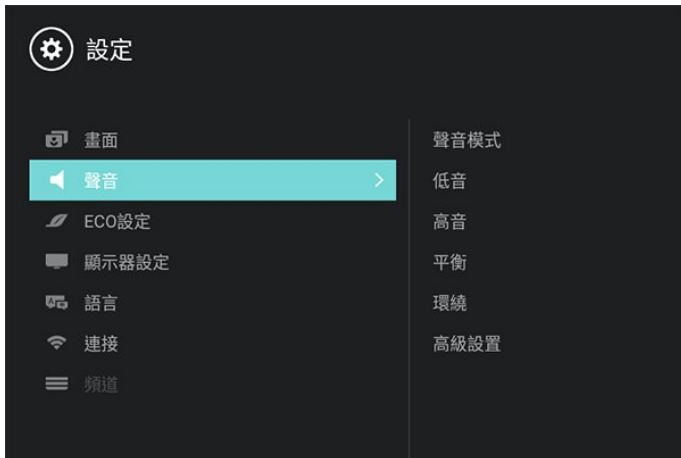 設定
畫面
聲音
ECO設定
顯示器設定
語言
連接
頻道
聲音模式
低音
高音
平衡
環繞
高級設置